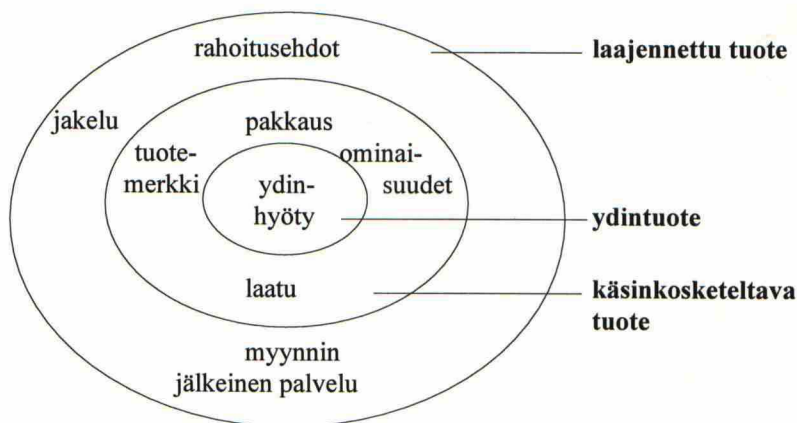 rahoitusehdot
laajennettu tuote
jakelu
pakkaus
tuote-
merkki
ominai-
suudet
ydin-
hyöty
ydintuote
laatu
käsinkosketeltava
tuote
myynnin
jälkeinen palvelu